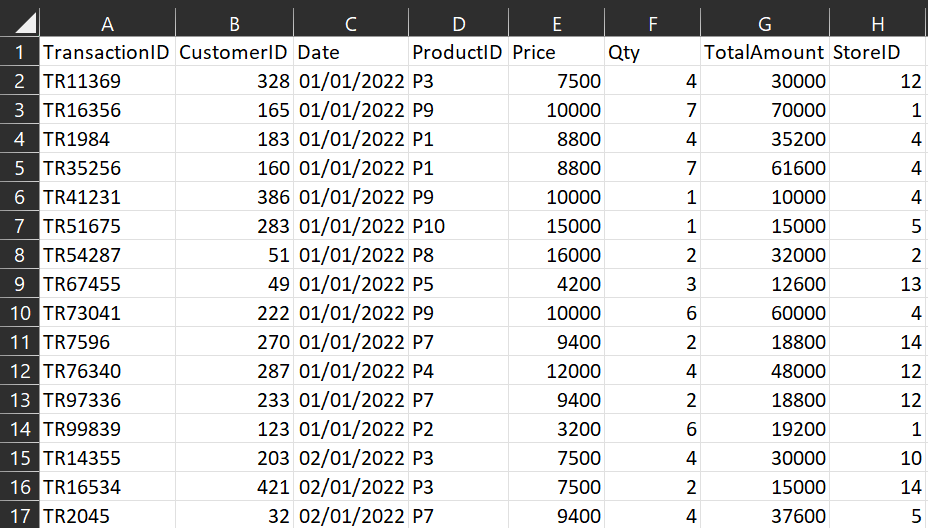 A B C D E F G H
1 TransactionID CustomerID Date ProductID Price Qty TotalAmount StoreID
2 TR11369 328 01/01/2022 P3 7500 4 30000 12
3 TR16356 165 01/01/2022 P9 10000 7 70000 1
4 TR1984 183 01/01/2022 P1 8800 4 35200 4
5 TR35256 160 01/01/2022 P1 8800 7 61600 4
6 TR41231 386 01/01/2022 P9 10000 1 10000 4
7 TR51675 283 01/01/2022 P10 15000 1 15000 5
8 TR54287 51 01/01/2022 P8 16000 2 32000 2
9 TR67455 49 01/01/2022 P5 4200 3 12600 13
10 TR73041 222 01/01/2022 P9 10000 6 60000 4
11 TR7596 270 01/01/2022 P7 9400 2 18800 14
12 TR76340 287 01/01/2022 P4 12000 4 48000 12
13 TR97336 233 01/01/2022 P7 9400 2 18800 12
14 TR99839 123 01/01/2022 P2 3200 6 19200 1
15 TR14355 203 02/01/2022 P3 7500 4 30000 10
16 TR16534 421 02/01/2022 P3 7500 2 15000 14
17 TR2045 32 02/01/2022 P7 9400 4 37600 5